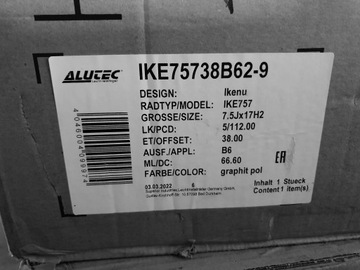 ALUTEC
IKE75738B62-9
DESIGN: Ikenu
RADTYP/MODEL: IKE757
GROSSE/SIZE: 7.5Jx17H2
LK/PCD: 5/112.00
ET/OFFSET: 38.00
AUSF./APPL: B6
ML/DC: 66.60
FARBE/COLOR: graphit pol
03.03.2022 6
Inhalt 1 Stueck
Content 1 item(s)
EAC